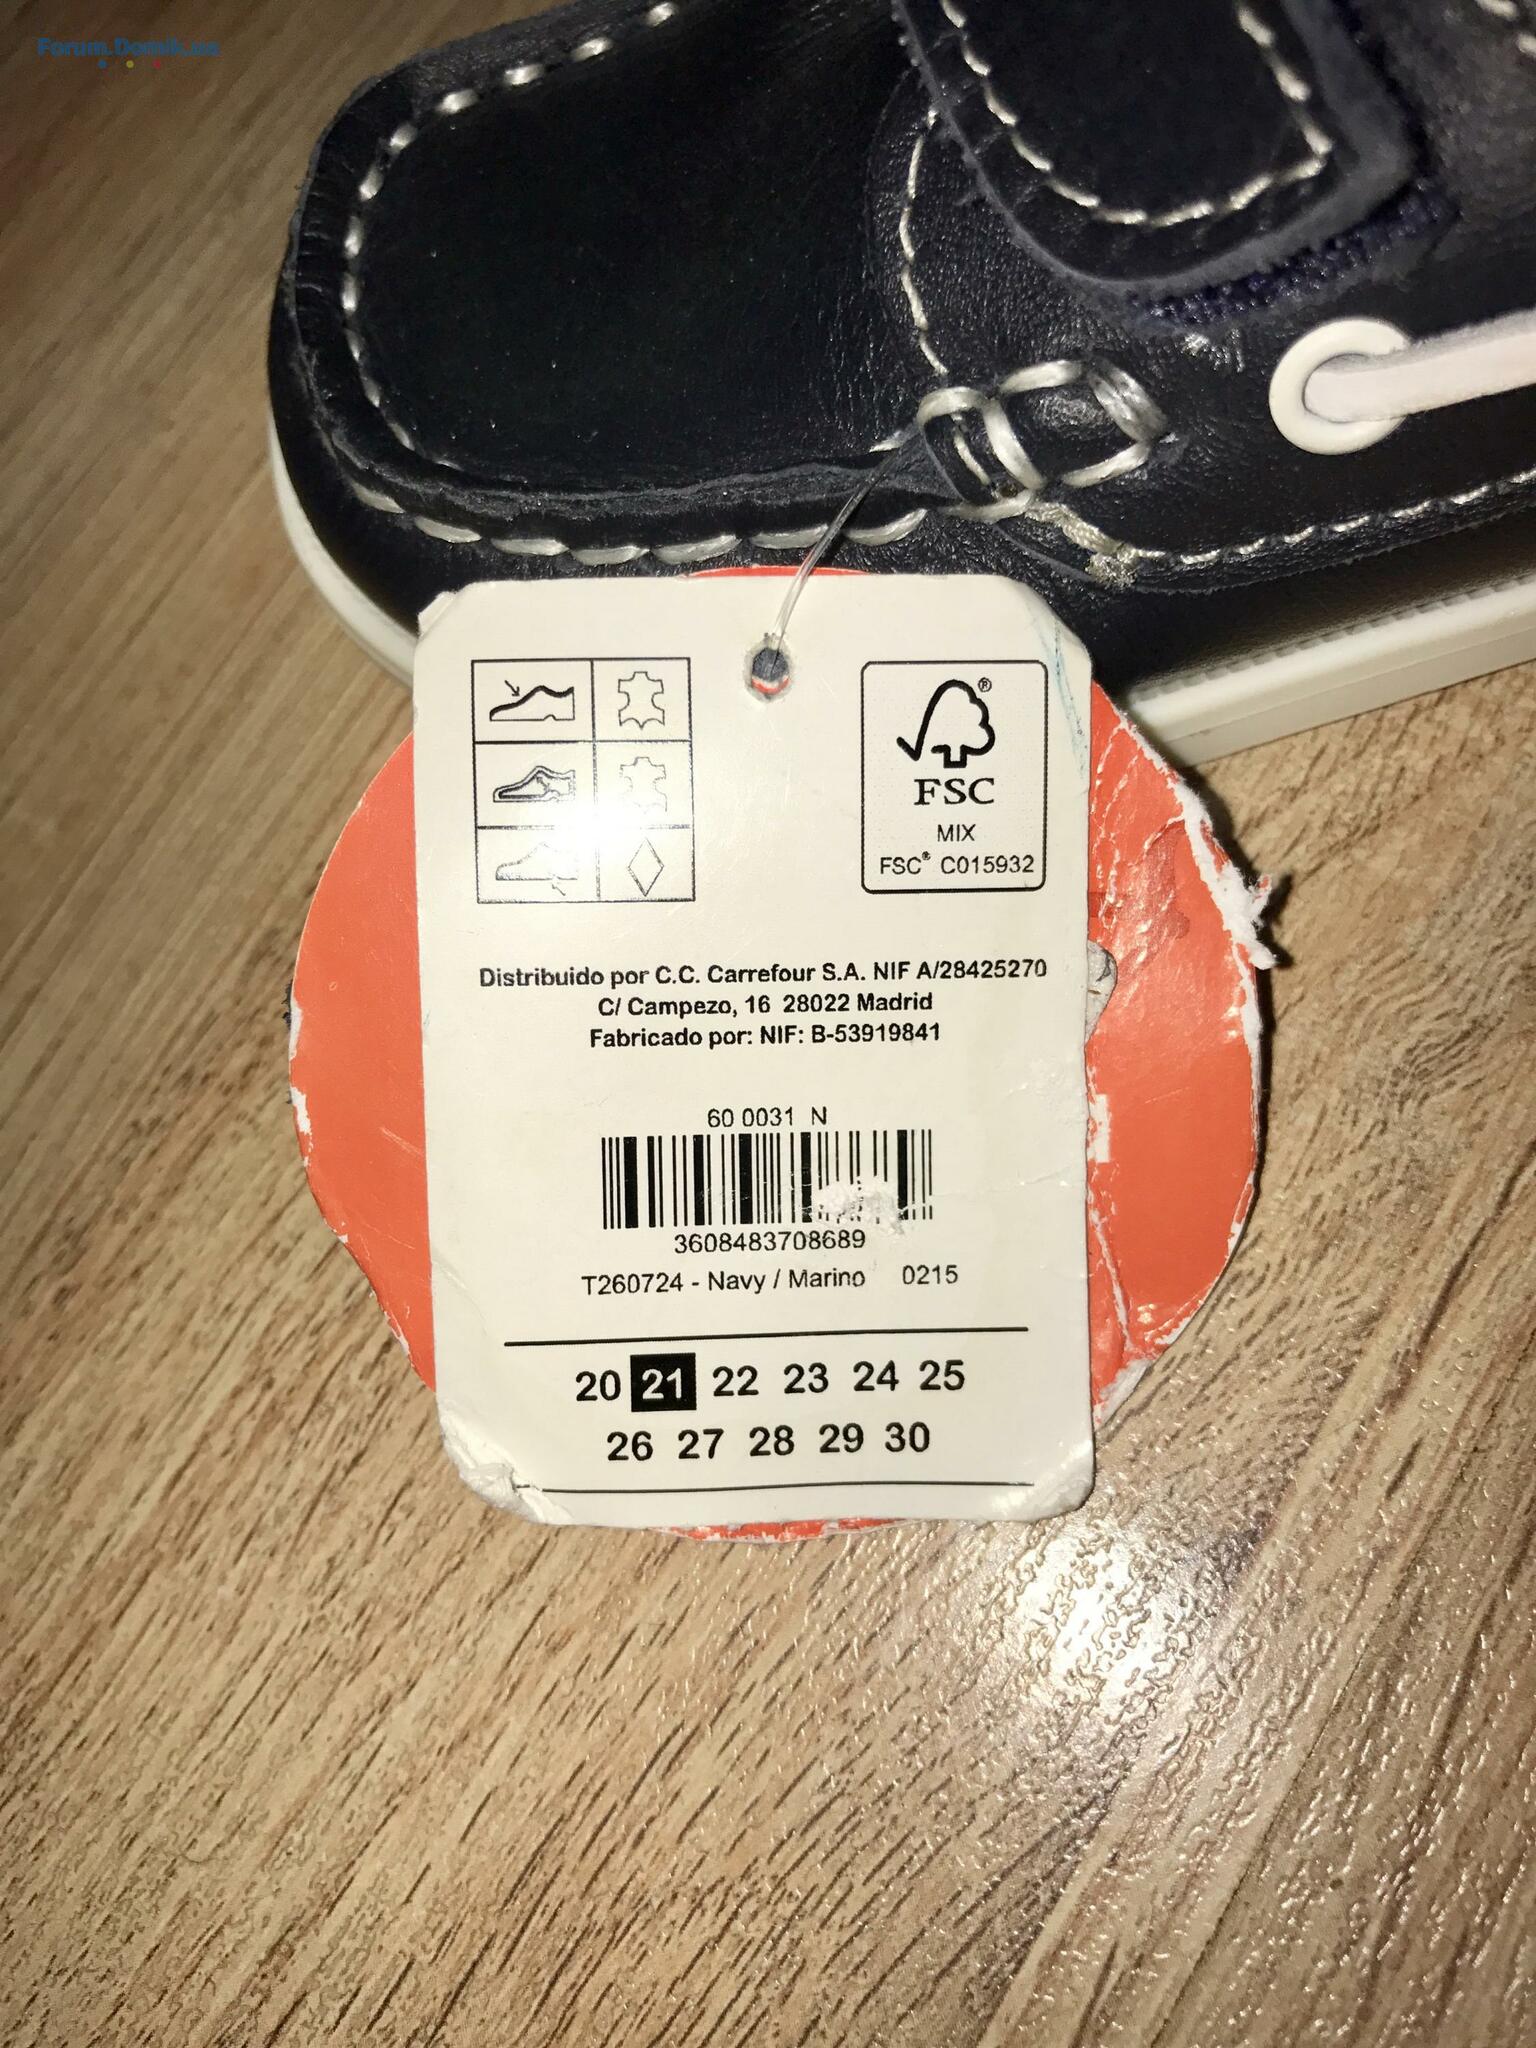 Forum.Domik.ua
®
FSC
MIX
FSC® C015932
Distribuido por C.C. Carrefour S.A. NIF A/28425270
C/ Campezo, 16 28022 Madrid
Fabricado por: NIF: B-53919841
60 0031 N
3608483708689
T260724 - Navy / Marino 0215
20 21 22 23 24 25
26 27 28 29 30